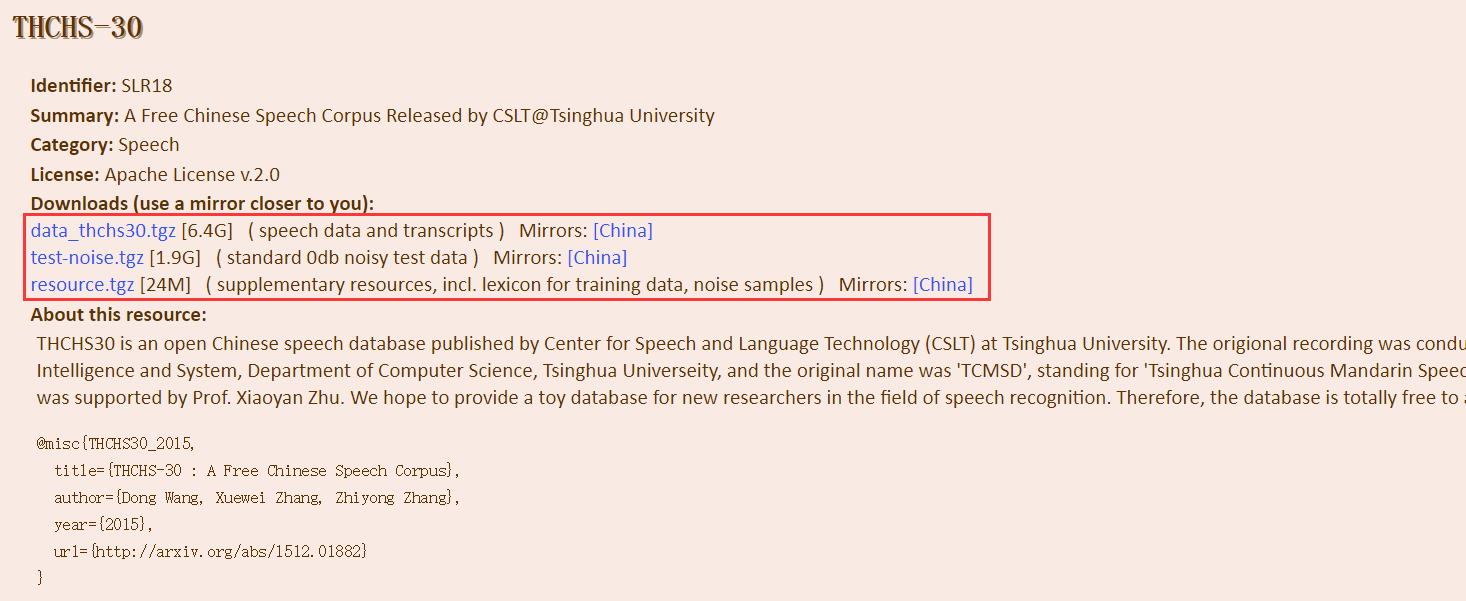 THCHS-30
Identifier: SLR18
Summary: A Free Chinese Speech Corpus Released by CSLT@Tsinghua University
Category: Speech
License: Apache License v.2.0
Downloads (use a mirror closer to you):
data_thchs30.tgz [6.4G] ( speech data and transcripts ) Mirrors: [China]
test-noise.tgz [1.9G] ( standard 0db noisy test data ) Mirrors: [China]
resource.tgz [24M] ( supplementary resources, incl. lexicon for training data, noise samples ) Mirrors: [China]
About this resource:
THCHS30 is an open Chinese speech database published by Center for Speech and Language Technology (CSLT) at Tsinghua University. The origional recording was condu
Intelligence and System, Department of Computer Science, Tsinghua Universeity, and the original name was 'TCMSD', standing for 'Tsinghua Continuous Mandarin Speec
was supported by Prof. Xiaoyan Zhu. We hope to provide a toy database for new researchers in the field of speech recognition. Therefore, the database is totally free to a
@misc{THCHS30_2015,
title={THCHS-30 : A Free Chinese Speech Corpus},
author={Dong Wang, Xuewei Zhang, Zhiyong Zhang},
year={2015},
url={http://arxiv.org/abs/1512.01882}
}